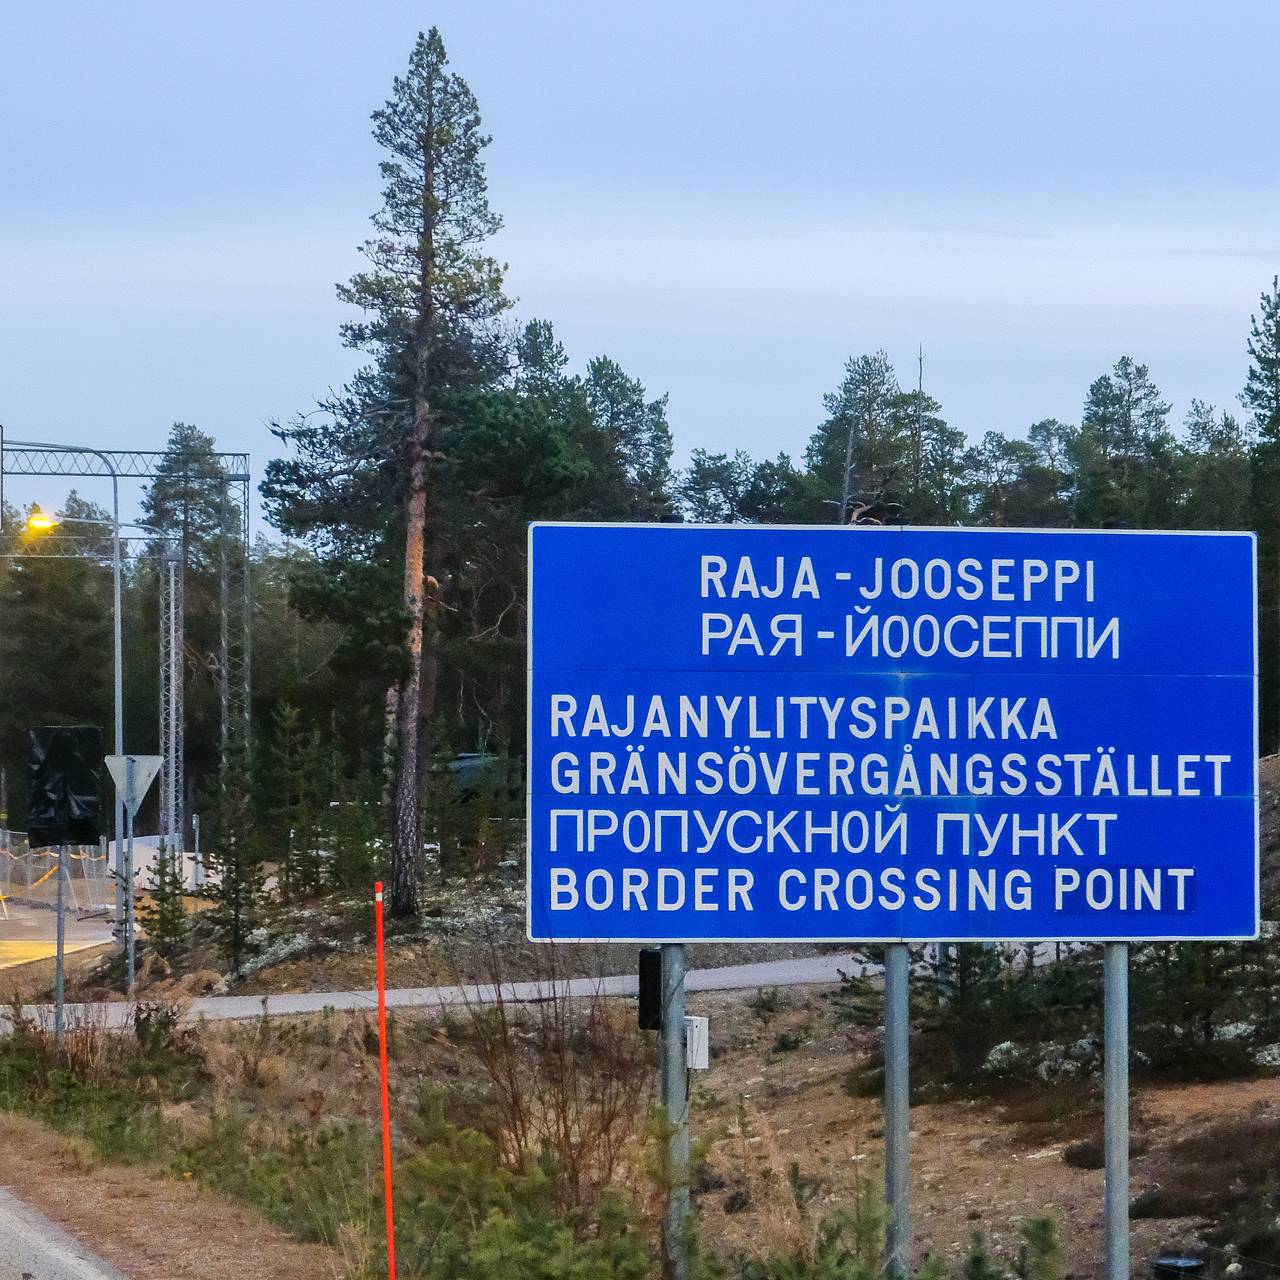 RAJA-JOOSEPPI
РАЯ-ЙООСЕППИ
RAJANYLITYSPAIKKA
GRÄNSÖVERGÅNGSSTÄLLET
ПРОПУСКНОЙ ПУНКТ
BORDER CROSSING POINT